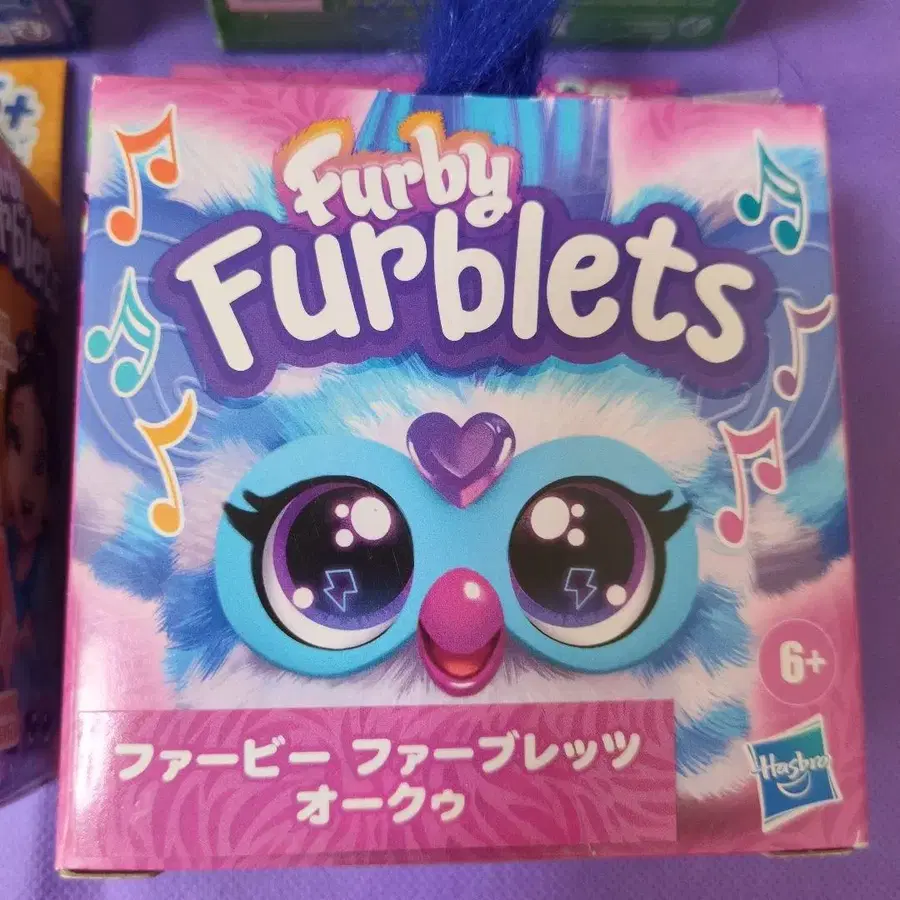 Furby
Furblets
6+
Hasbro
ファービー ファーブレッツ
オークゥ